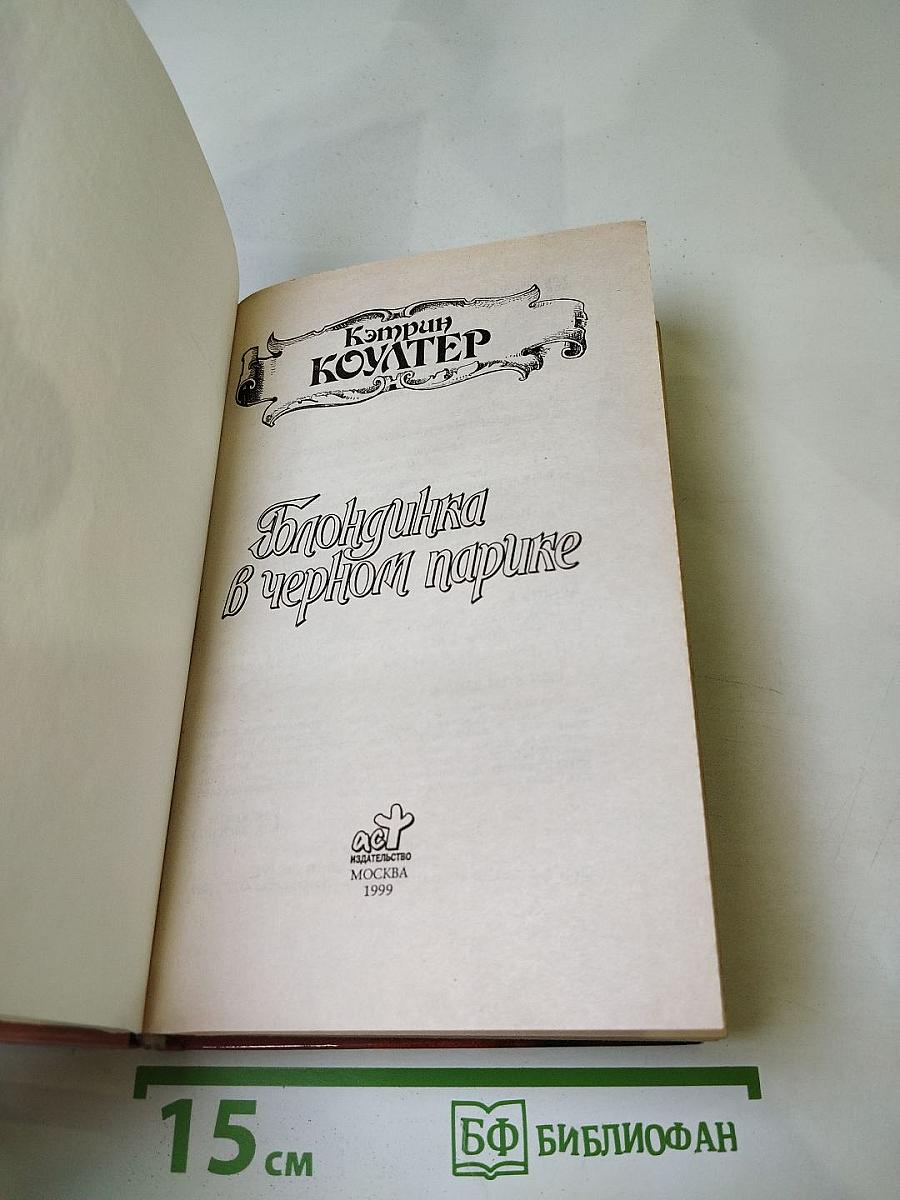 Кэтрин
КОУЛТЕР
Блондинка
в черном парике
аст
ИЗДАТЕЛЬСТВО
МОСКВА
1999
15 см
БФ БИБЛИОФАН